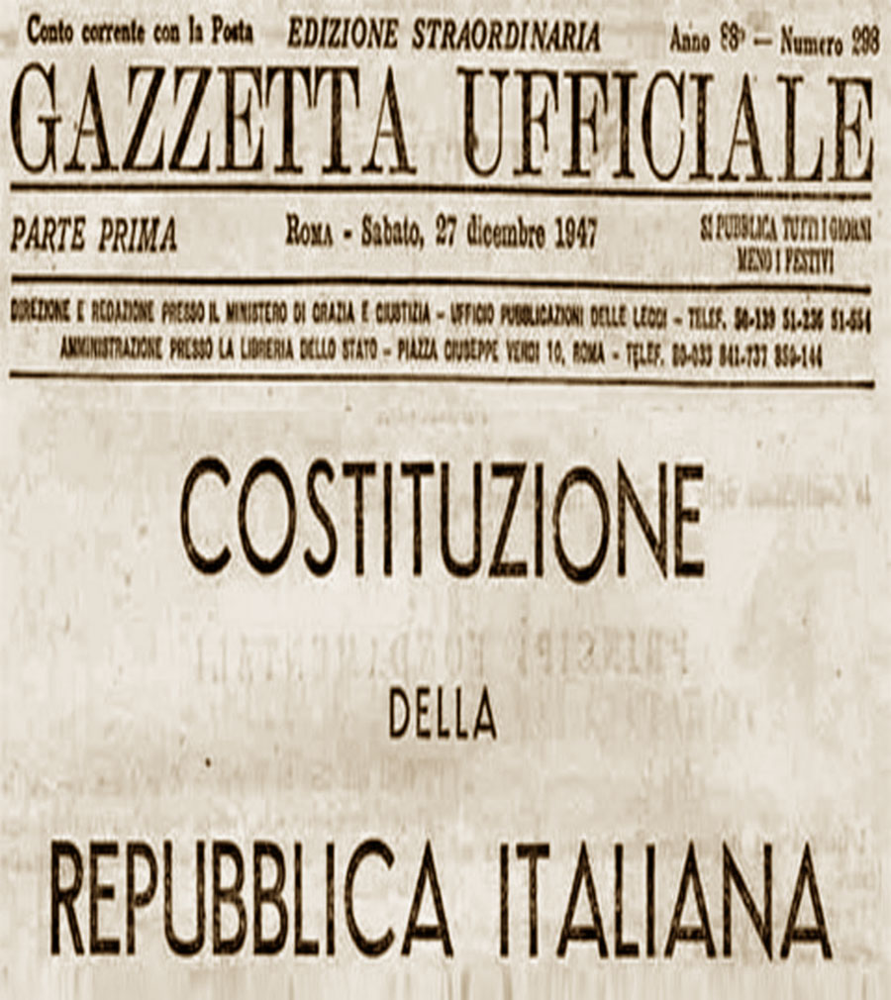 Conto corrente con la Posta EDIZIONE STRAORDINARIA Anno 88° — Numero 298
GAZZETTA UFFICIALE
PARTE PRIMA Roma - Sabato, 27 dicembre 1947 SI PUBBLICA TUTTI I GIORNI
MENO I FESTIVI
DIREZIONE E REDAZIONE PRESSO IL MINISTERO DI GRAZIA E GIUSTIZIA - UFFICIO PUBBLICAZIONI DELLE LEGGI - TELEF. 50-139 51-236 51-554
AMMINISTRAZIONE PRESSO LA LIBRERIA DELLO STATO - PIAZZA GIUSEPPE VERDI 10, ROMA - TELEF. 80-033 841-737 850-144
COSTITUZIONE
PRINSIPI FONDAMENTALI
DELLA
REPUBBLICA ITALIANA